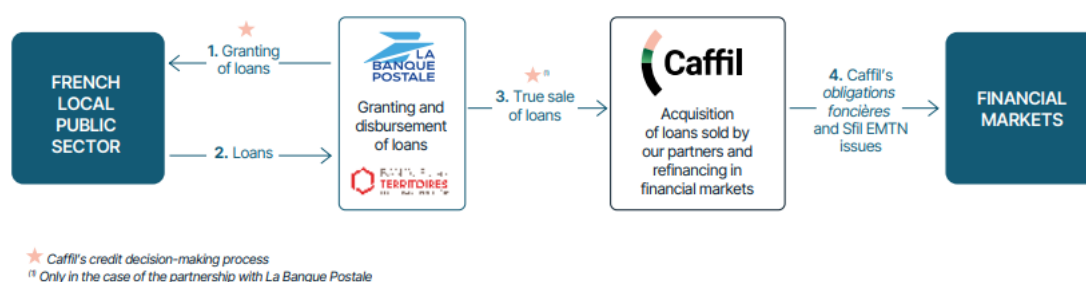 FRENCH
LOCAL
PUBLIC
SECTOR
1. Granting
of loans
2. Loans
LA
BANQUE
POSTALE
Granting and
disbursement
of loans
TERRITOIRES
(1)
3. True sale
of loans
Caffil
Acquisition
of loans sold by
our partners and
refinancing in
financial markets
4. Caffil's
obligations
foncières
and Sfil EMTN
issues
FINANCIAL
MARKETS
Caffil's credit decision-making process
(1) Only in the case of the partnership with La Banque Postale